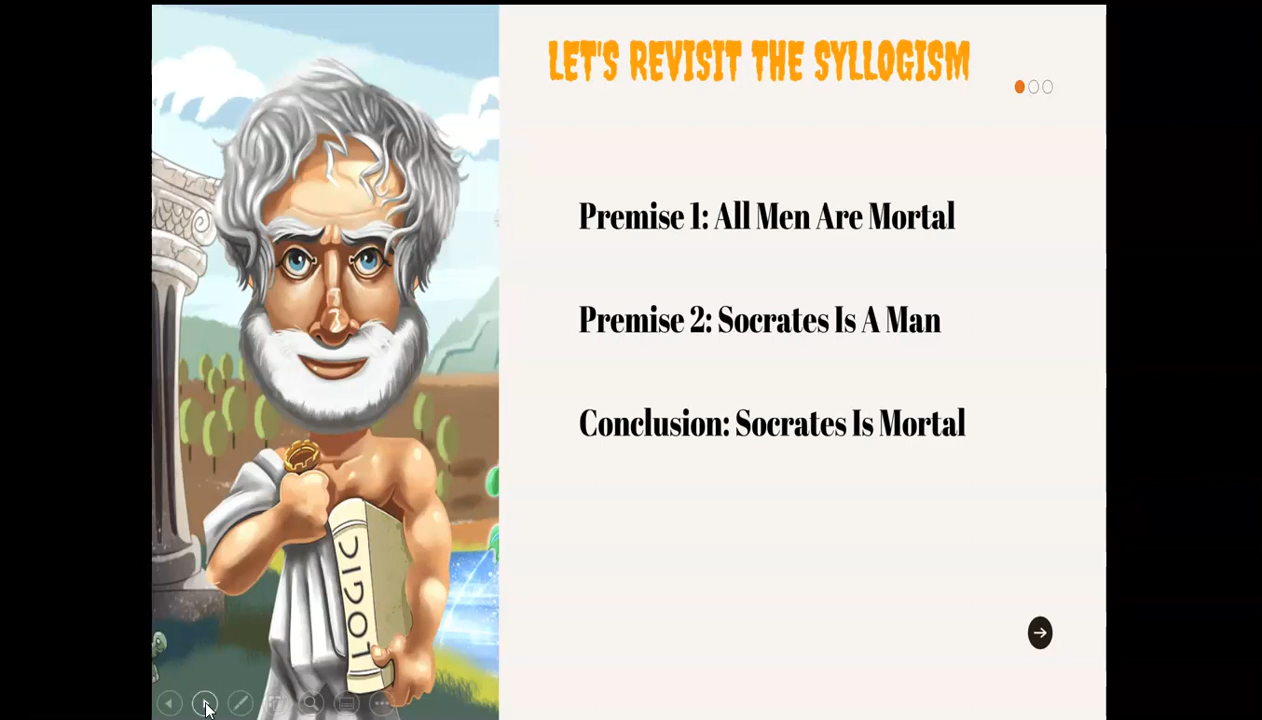 LET'S REVISIT THE SYLLOGISM
Premise 1: All Men Are Mortal
Premise 2: Socrates Is A Man
Conclusion: Socrates Is Mortal
LOGIC